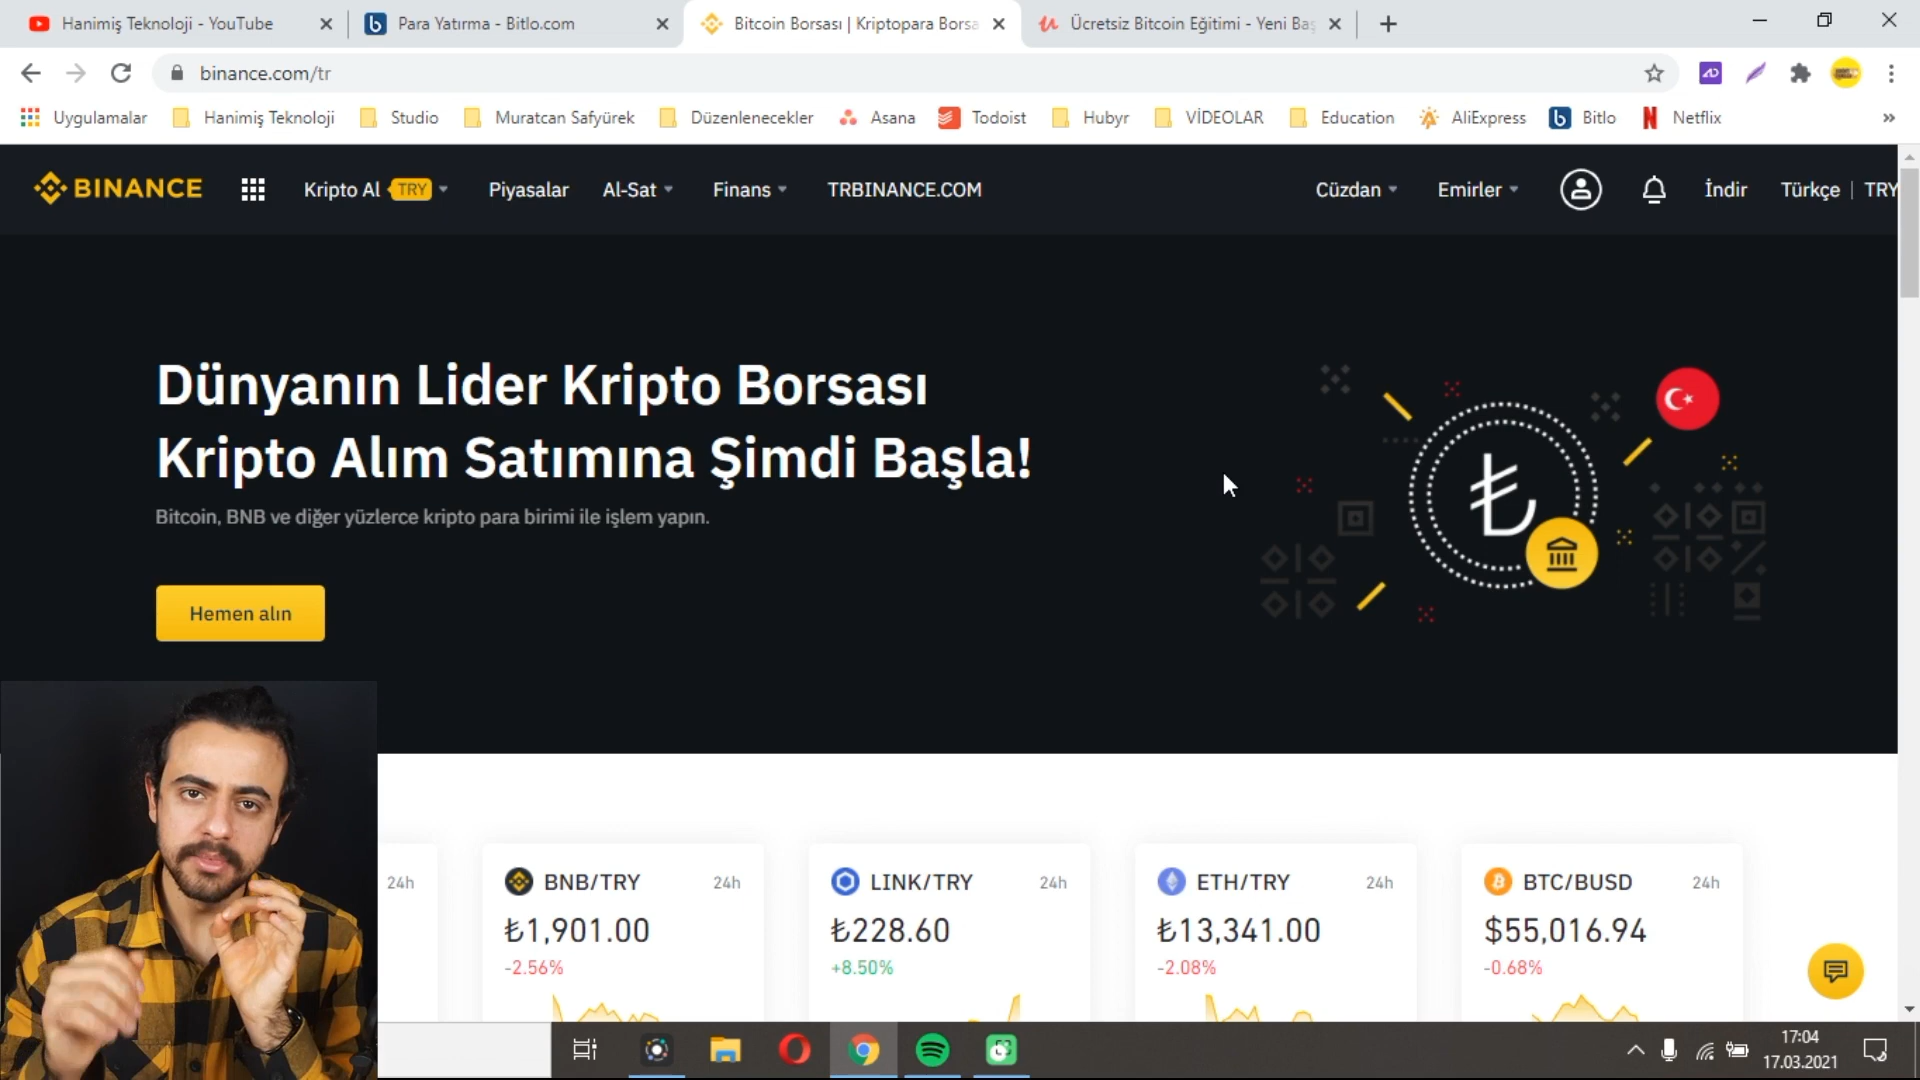 Hanimiş Teknoloji - YouTube
Para Yatırma - Bitlo.com
Bitcoin Borsası | Kriptopara Borsa
Ücretsiz Bitcoin Eğitimi - Yeni Baş
binance.com/tr
Uygulamalar
Hanimiş Teknoloji
Studio
Muratcan Safyürek
Düzenlenecekler
Asana
Todoist
Hubyr
VİDEOLAR
Education
AliExpress
Bitlo
Netflix
BINANCE
Kripto Al TRY
Piyasalar
Al-Sat
Finans
TRBINANCE.COM
Cüzdan
Emirler
İndir
Türkçe | TRY
Dünyanın Lider Kripto Borsası
Kripto Alım Satımına Şimdi Başla!
Bitcoin, BNB ve diğer yüzlerce kripto para birimi ile işlem yapın.
Hemen alın
24h
BNB/TRY 24h
₺1,901.00
-2.56%
LINK/TRY 24h
₺228.60
+8.50%
ETH/TRY 24h
₺13,341.00
-2.08%
BTC/BUSD 24h
$55,016.94
-0.68%
17:04
17.03.2021